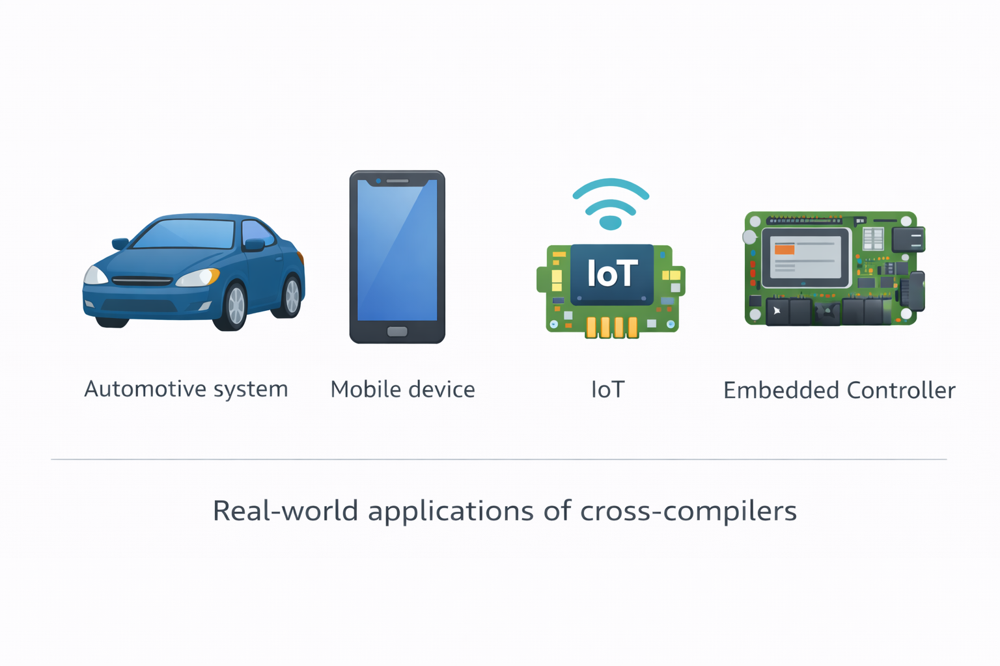 IoT
Automotive system
Mobile device
IoT
Embedded Controller
Real-world applications of cross-compilers